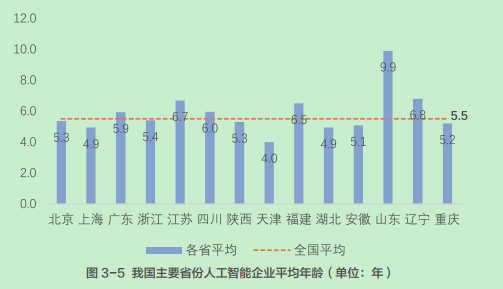 12.0
10.0
8.0
6.0
4.0
2.0
0.0
5.3 4.9 5.9 5.4 6.7 6.0 5.3 4.0 6.5 4.9 5.1 9.9 6.8 5.2 5.5
北京 上海 广东 浙江 江苏 四川 陕西 天津 福建 湖北 安徽 山东 辽宁 重庆
各省平均 全国平均
图 3-5 我国主要省份人工智能企业平均年龄（单位：年）